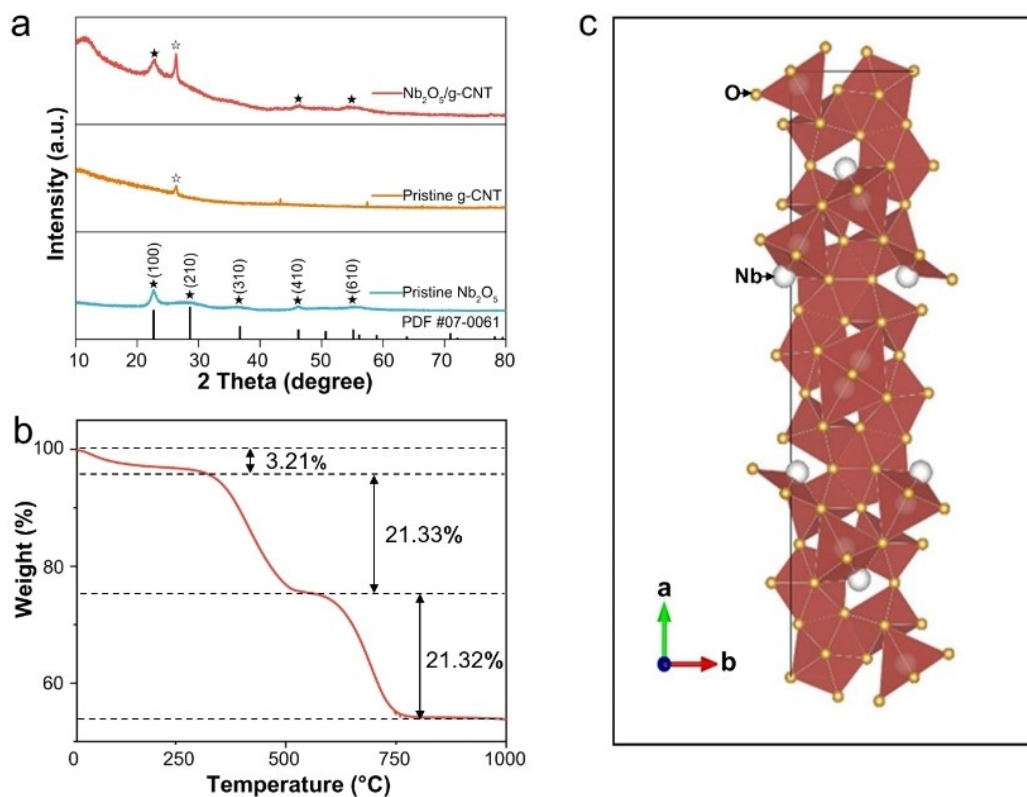 a
Intensity (a.u.)
★
☆
★
★
Nb₂O₅/g-CNT
☆
Pristine g-CNT
★(100)
★(210)
★(310)
★(410)
★(610)
Pristine Nb₂O₅
PDF #07-0061
10 20 30 40 50 60 70 80
2 Theta (degree)
b
Weight (%)
100
80
60
3.21%
21.33%
21.32%
0 250 500 750 1000
Temperature (°C)
c
O
Nb
a
b